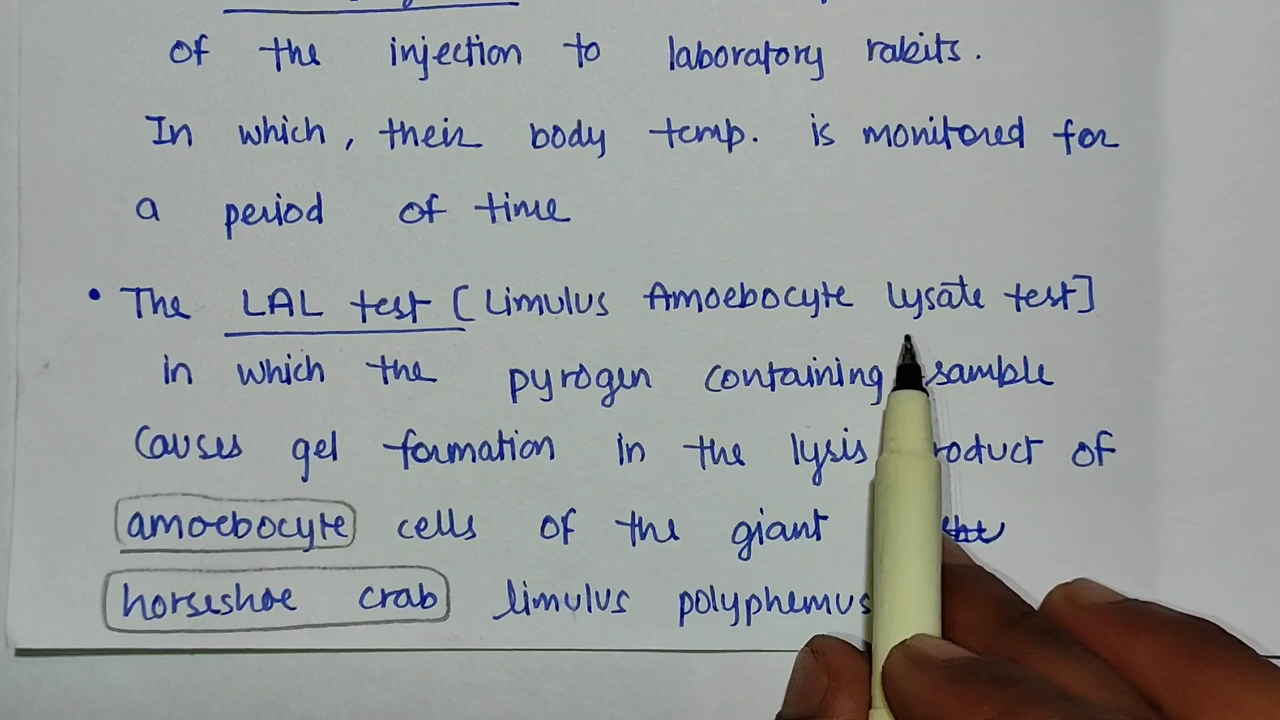 of the injection to laboratory rabits.
In which, their body temp. is monitored for
a period of time
• The LAL test [Limulus Amoebocyte lysate test]
in which the pyrogen containing samble
causes gel formation in the lysis roduct of
amoebocyte cells of the giant
horseshoe crab limulus polyphemus